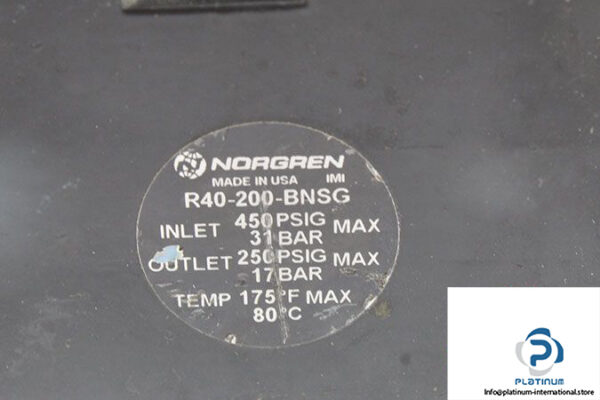 NORGREN
MADE IN USA IMI
R40-200-BNSG
INLET 450 PSIG MAX
31 BAR
OUTLET 250 PSIG MAX
17 BAR
TEMP 175°F MAX
80°C
P
PLATINUM
info@platinum-international.store